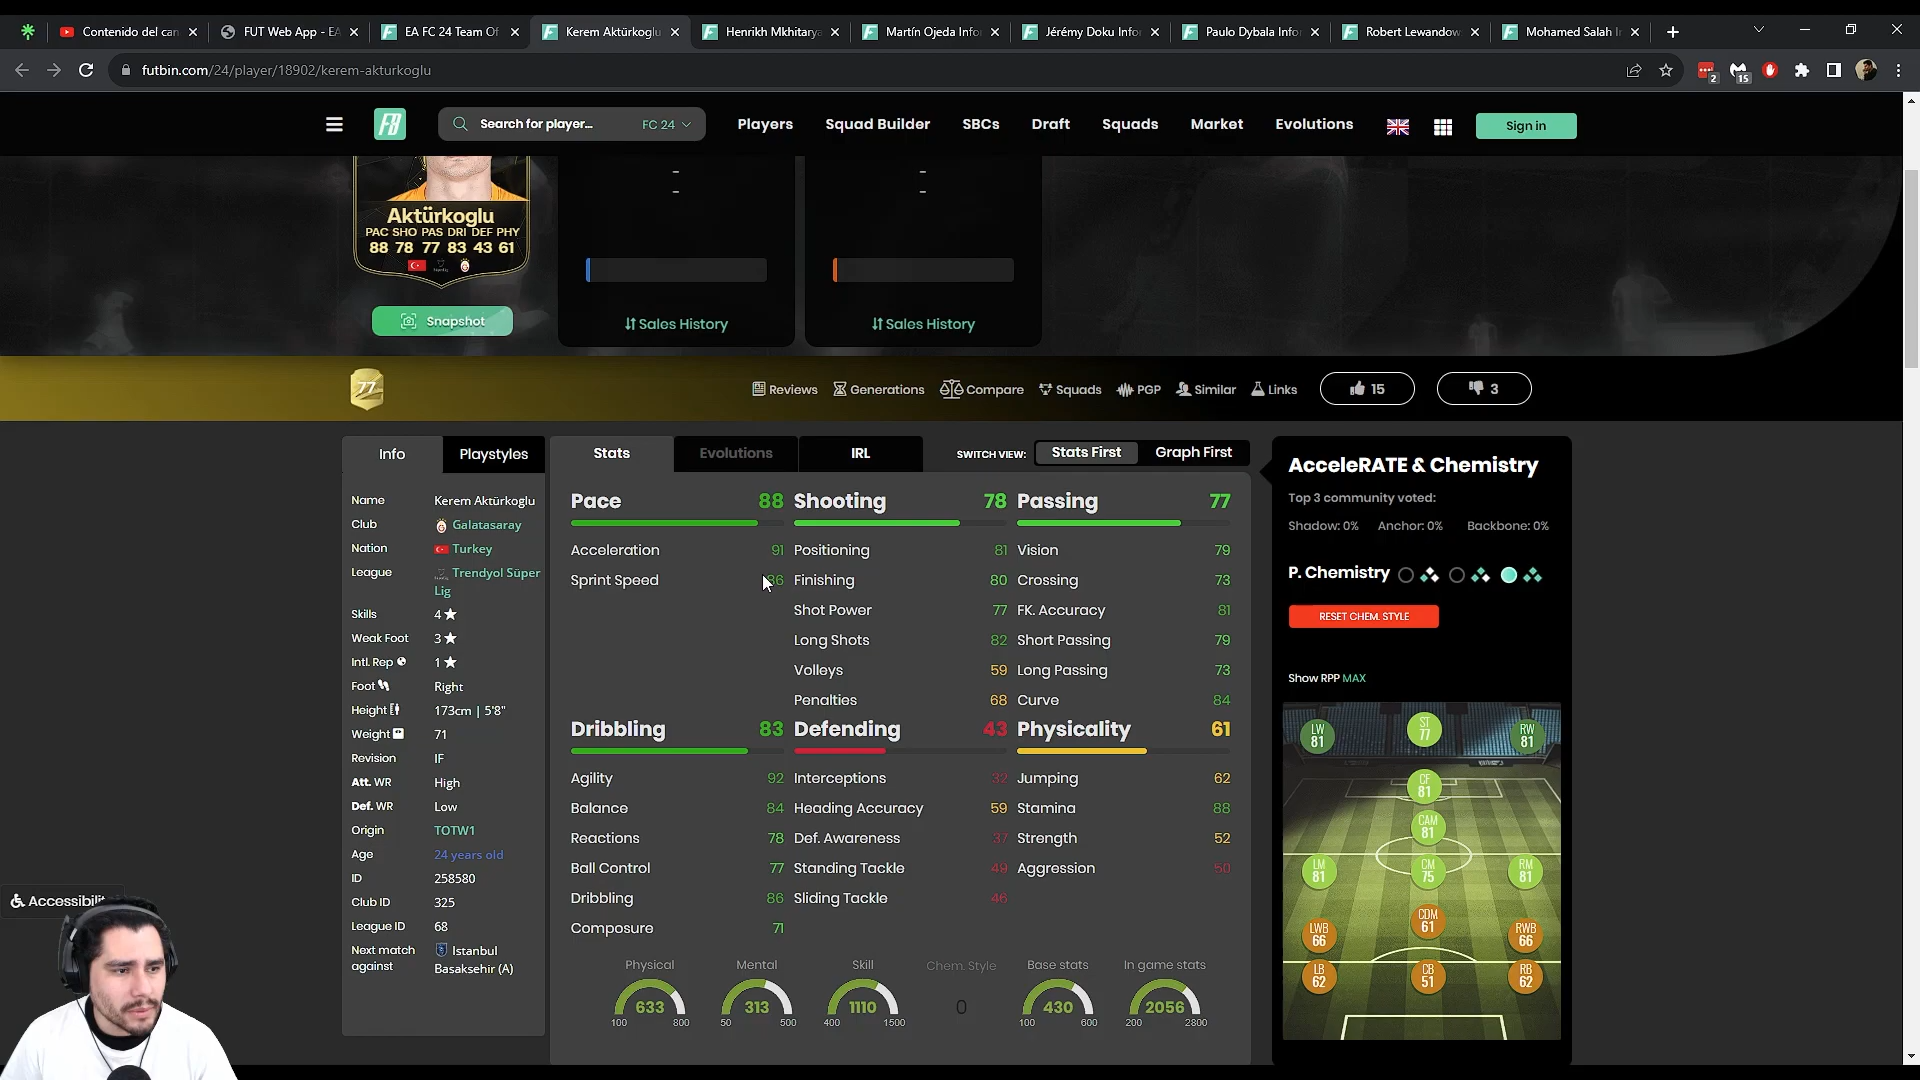 Contenido del can
FUT Web App - EA
EA FC 24 Team Of
Kerem Aktürkoglu
Henrikh Mkhitarya
Martín Ojeda Info
Jérémy Doku Info
Paulo Dybala Info
Robert Lewandow
Mohamed Salah I
futbin.com/24/player/18902/kerem-akturkoglu
2
15
FB
Search for player...
FC 24
Players
Squad Builder
SBCs
Draft
Squads
Market
Evolutions
Sign in
Aktürkoglu
PAC SHO PAS DRI DEF PHY
88 78 77 83 43 61
Snapshot
- 
-
Sales History
-
-
Sales History
77
Reviews
Generations
Compare
Squads
PGP
Similar
Links
15
3
Info
Playstyles
Name Kerem Aktürkoglu
Club Galatasaray
Nation Turkey
League Trendyol Süper
Lig
Skills 4
Weak Foot 3
Intl. Rep 1
Foot Right
Height 173cm | 5'8"
Weight 71
Revision IF
Att. WR High
Def. WR Low
Origin TOTW1
Age 24 years old
ID 258580
Club ID 325
League ID 68
Next match Istanbul
against Basaksehir (A)
Stats
Evolutions
IRL
SWITCH VIEW:
Stats First
Graph First
Pace 88
Acceleration 91
Sprint Speed
Shooting 78
Positioning 81
Finishing 80
Shot Power 77
Long Shots 82
Volleys 59
Penalties 68
Passing 77
Vision 79
Crossing 73
FK. Accuracy 81
Short Passing 79
Long Passing 73
Curve 84
Dribbling 83
Agility 92
Balance 84
Reactions 78
Ball Control 77
Dribbling 86
Composure 71
Defending 43
Interceptions 32
Heading Accuracy 59
Def. Awareness 37
Standing Tackle 49
Sliding Tackle 46
Physicality 61
Jumping 62
Stamina 88
Strength 52
Aggression 50
Physical
633
100 800
Mental
313
50 500
Skill
1110
400 1500
Chem. Style
0
Base stats
430
100 600
In game stats
2056
200 2800
AcceleRATE & Chemistry
Top 3 community voted:
Shadow: 0% Anchor: 0% Backbone: 0%
P. Chemistry
RESET CHEM. STYLE
Show RPP MAX
LW
81
ST
77
RW
81
CF
81
CAM
81
LM
81
CM
75
RM
81
LWB
66
CDM
61
RWB
66
LB
62
CB
51
RB
62